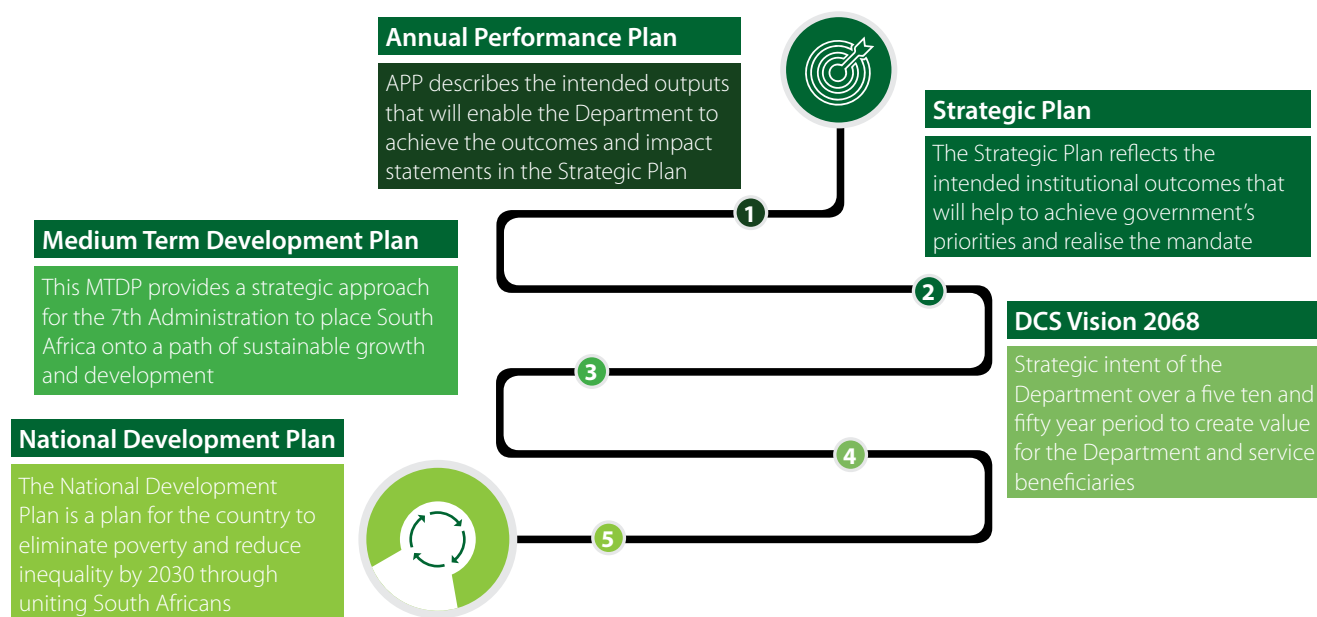 Annual Performance Plan
APP describes the intended outputs
that will enable the Department to
achieve the outcomes and impact
statements in the Strategic Plan
Strategic Plan
The Strategic Plan reflects the
intended institutional outcomes that
will help to achieve government’s
priorities and realise the mandate
1
Medium Term Development Plan
This MTDP provides a strategic approach
for the 7th Administration to place South
Africa onto a path of sustainable growth
and development
2
DCS Vision 2068
Strategic intent of the
Department over a five ten and
fifty year period to create value
for the Department and service
beneficiaries
3
4
National Development Plan
The National Development
Plan is a plan for the country to
eliminate poverty and reduce
inequality by 2030 through
uniting South Africans
5